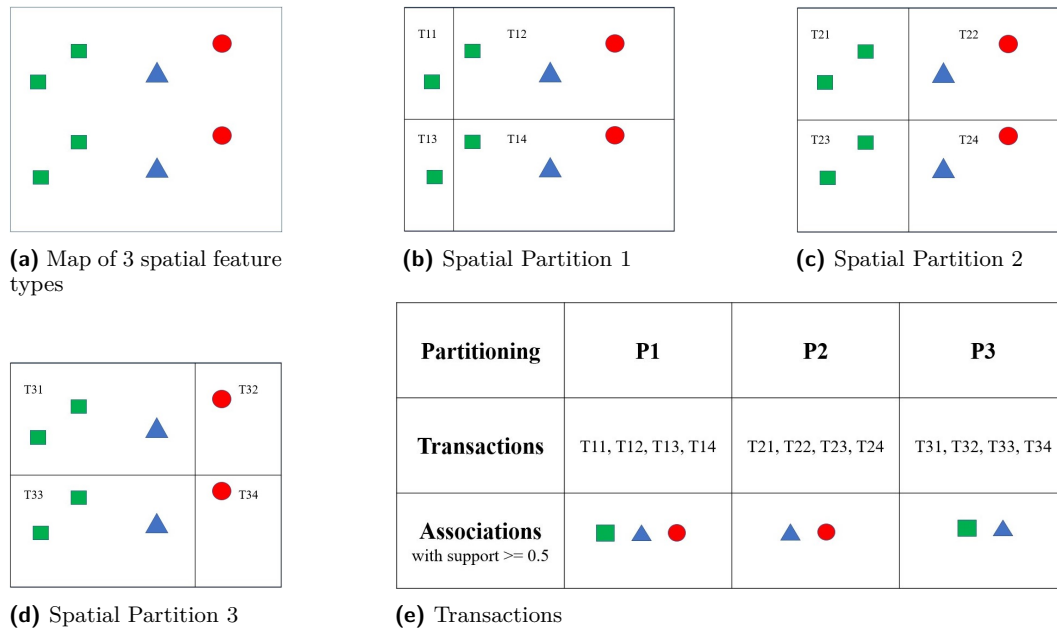 T11
T12
T13
T14
T21
T22
T23
T24
(a) Map of 3 spatial feature
types
(b) Spatial Partition 1
(c) Spatial Partition 2
T31
T32
T33
T34
(d) Spatial Partition 3
Partitioning P1 P2 P3
Transactions T11, T12, T13, T14 T21, T22, T23, T24 T31, T32, T33, T34
Associations
with support >= 0.5
(e) Transactions